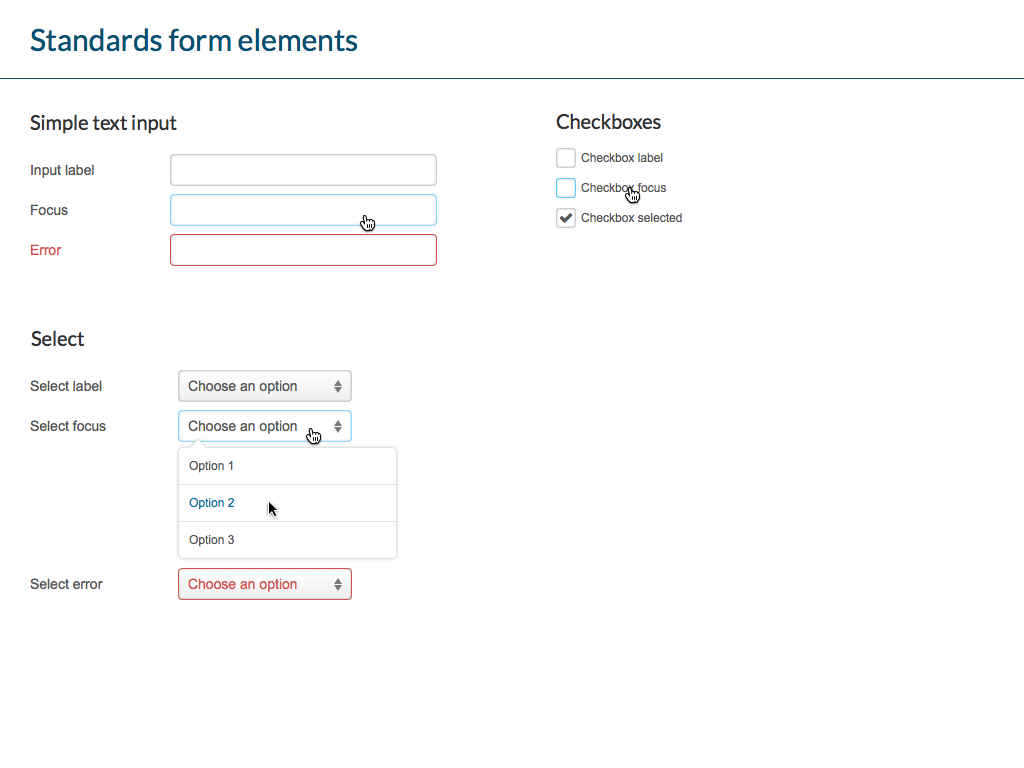 Standards form elements
Simple text input
Input label
Focus
Error
Checkboxes
Checkbox label
Checkbox focus
Checkbox selected
Select
Select label
Choose an option
Select focus
Choose an option
Option 1
Option 2
Option 3
Select error
Choose an option